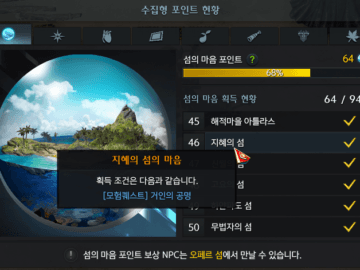 수집형 포인트 현황
섬의 마음 포인트 ? 64
68%
섬의 마음 획득 현황 64 / 94
45 해적마을 아틀라스
46 지혜의 섬
지혜의 섬의 마음
획득 조건은 다음과 같습니다.
[모험퀘스트] 거인의 공명
50 무법자의 섬
! 섬의 마음 포인트 보상 NPC는 오페르 섬에서 만날 수 있습니다.